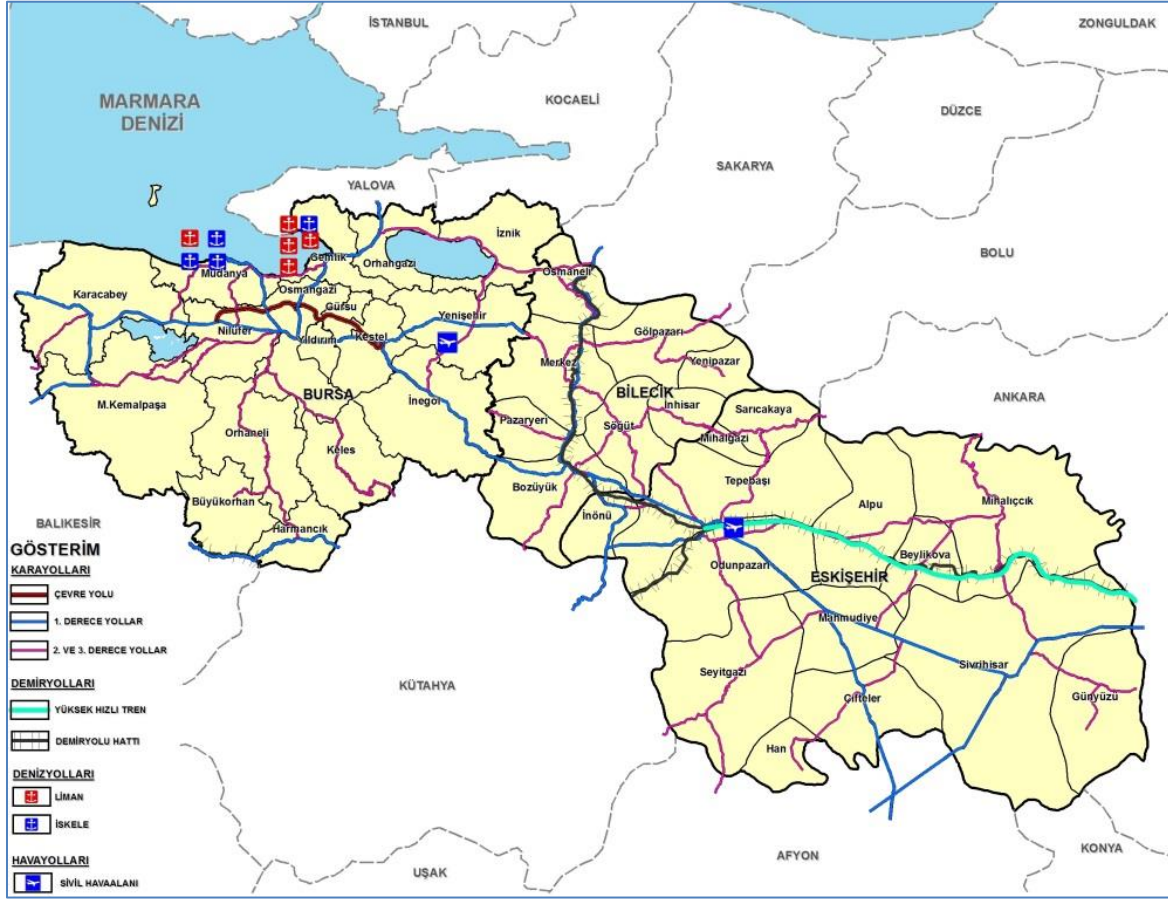 İSTANBUL
ZONGULDAK
MARMARA
DENİZİ
KOCAELİ
DÜZCE
SAKARYA
YALOVA
BOLU
İznik
Gemlik
Orhangazi
Osmaneli
Mudanya
Karacabey
Osmangazi
Gürsu
Yenişehir
Gölpazarı
Nilüfer
Yıldırım
Kestel
Merkez
Yenipazar
BURSA
BİLECİK
ANKARA
M.Kemalpaşa
İnegöl
İnhisar
Sarıcakaya
Pazaryeri
Söğüt
Mihalgazi
Orhaneli
Keles
Tepebaşı
Bozüyük
Alpu
Mihalıçcık
Büyükorhan
İnönü
BALIKESİR
Harmancık
Beylikova
Odunpazarı
ESKİŞEHİR
Mahmudiye
Sivrihisar
Seyitgazi
Çifteler
Günyüzü
KÜTAHYA
Han
AFYON
KONYA
UŞAK
GÖSTERİM
KARAYOLLARI
ÇEVRE YOLU
1. DERECE YOLLAR
2. VE 3. DERECE YOLLAR
DEMİRYOLLARI
YÜKSEK HIZLI TREN
DEMİRYOLU HATTI
DENİZYOLLARI
LİMAN
İSKELE
HAVAYOLLARI
SİVİL HAVAALANI